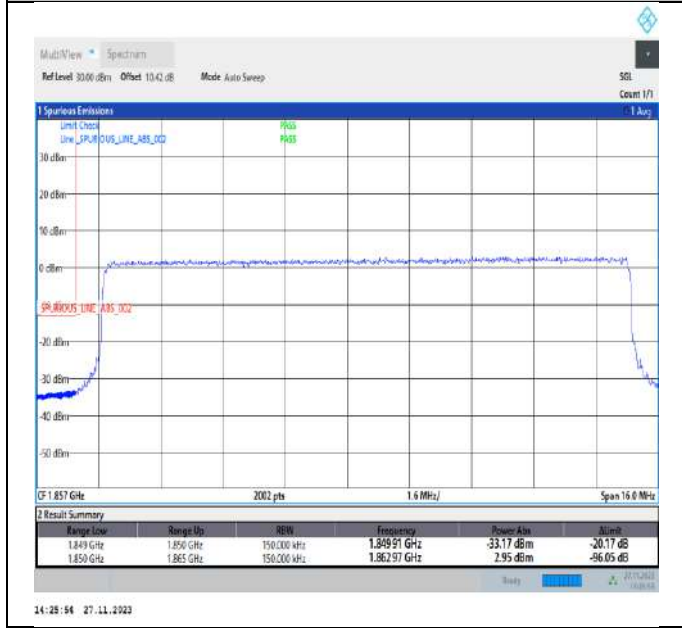 MultiView Spectrum
Ref Level 30.00 dBm Offset 10.42 dB Mode Auto Sweep SGL
Count 1/1
1 Spurious Emissions 1 Avg
Limit Check PASS
Line _SPURIOUS_LINE_ABS_002 PASS
30 dBm
20 dBm
10 dBm
0 dBm
_SPURIOUS_LINE_ABS_002
-20 dBm
-30 dBm
-40 dBm
-50 dBm
CF 1.857 GHz 2002 pts 1.6 MHz/ Span 16.0 MHz
2 Result Summary
Range Low Range Up RBW Frequency Power Abs ΔLimit
1.849 GHz 1.850 GHz 150.000 kHz 1.849 91 GHz -33.17 dBm -20.17 dB
1.850 GHz 1.865 GHz 150.000 kHz 1.862 97 GHz 2.95 dBm -96.05 dB
Ready 27.11.2023
14:25:54 27.11.2023